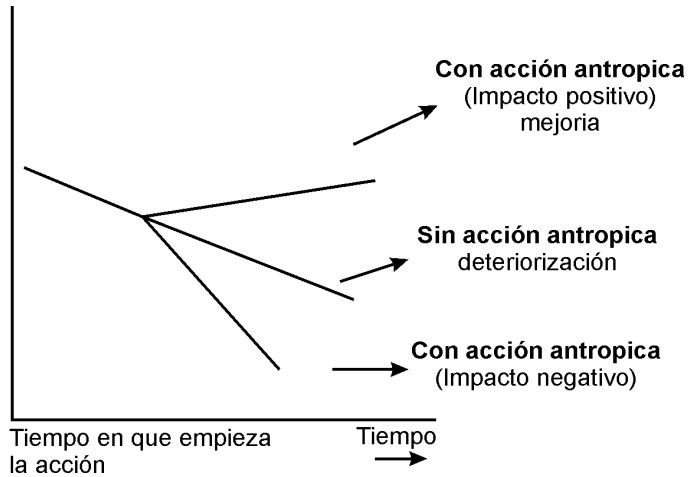 Con acción antropica
(Impacto positivo)
mejoria
Sin acción antropica
deteriorización
Con acción antropica
(Impacto negativo)
Tiempo en que empieza
la acción
Tiempo